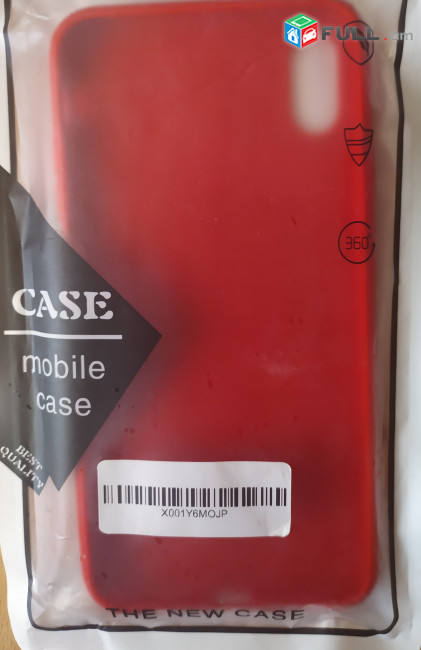 FULL.am
360°
CASE
mobile
case
BEST
QUALITY
X001Y6MOJP
THE NEW CASE